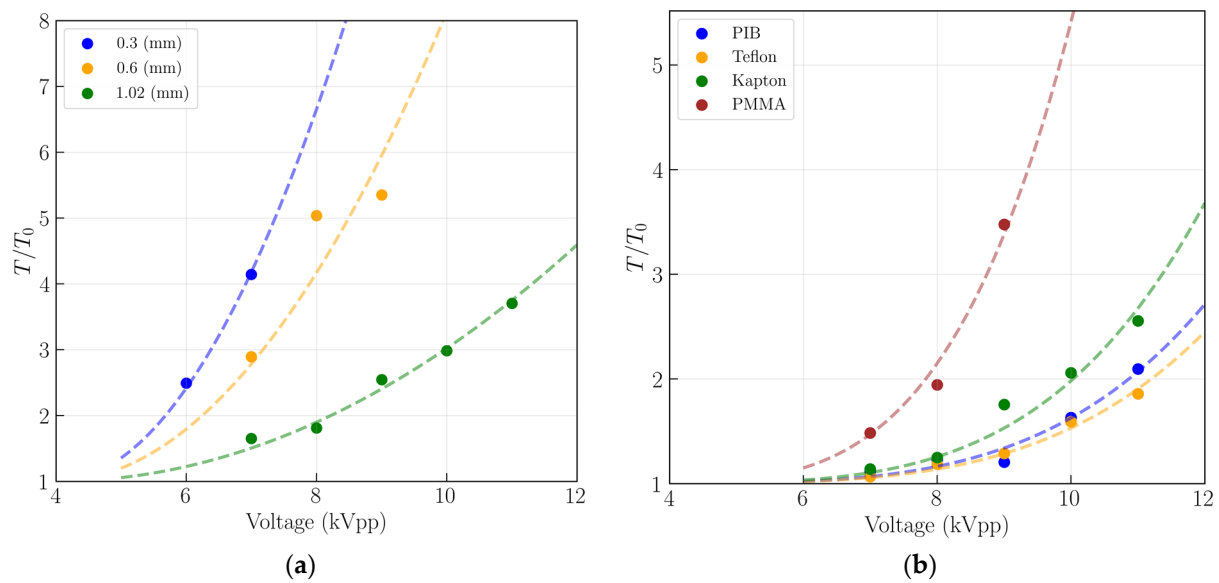 8
7
6
5
4
3
2
1
T/T0
0.3 (mm)
0.6 (mm)
1.02 (mm)
4 6 8 10 12
Voltage (kVpp)
(a)
5
4
3
2
1
T/T0
PIB
Teflon
Kapton
PMMA
4 6 8 10 12
Voltage (kVpp)
(b)